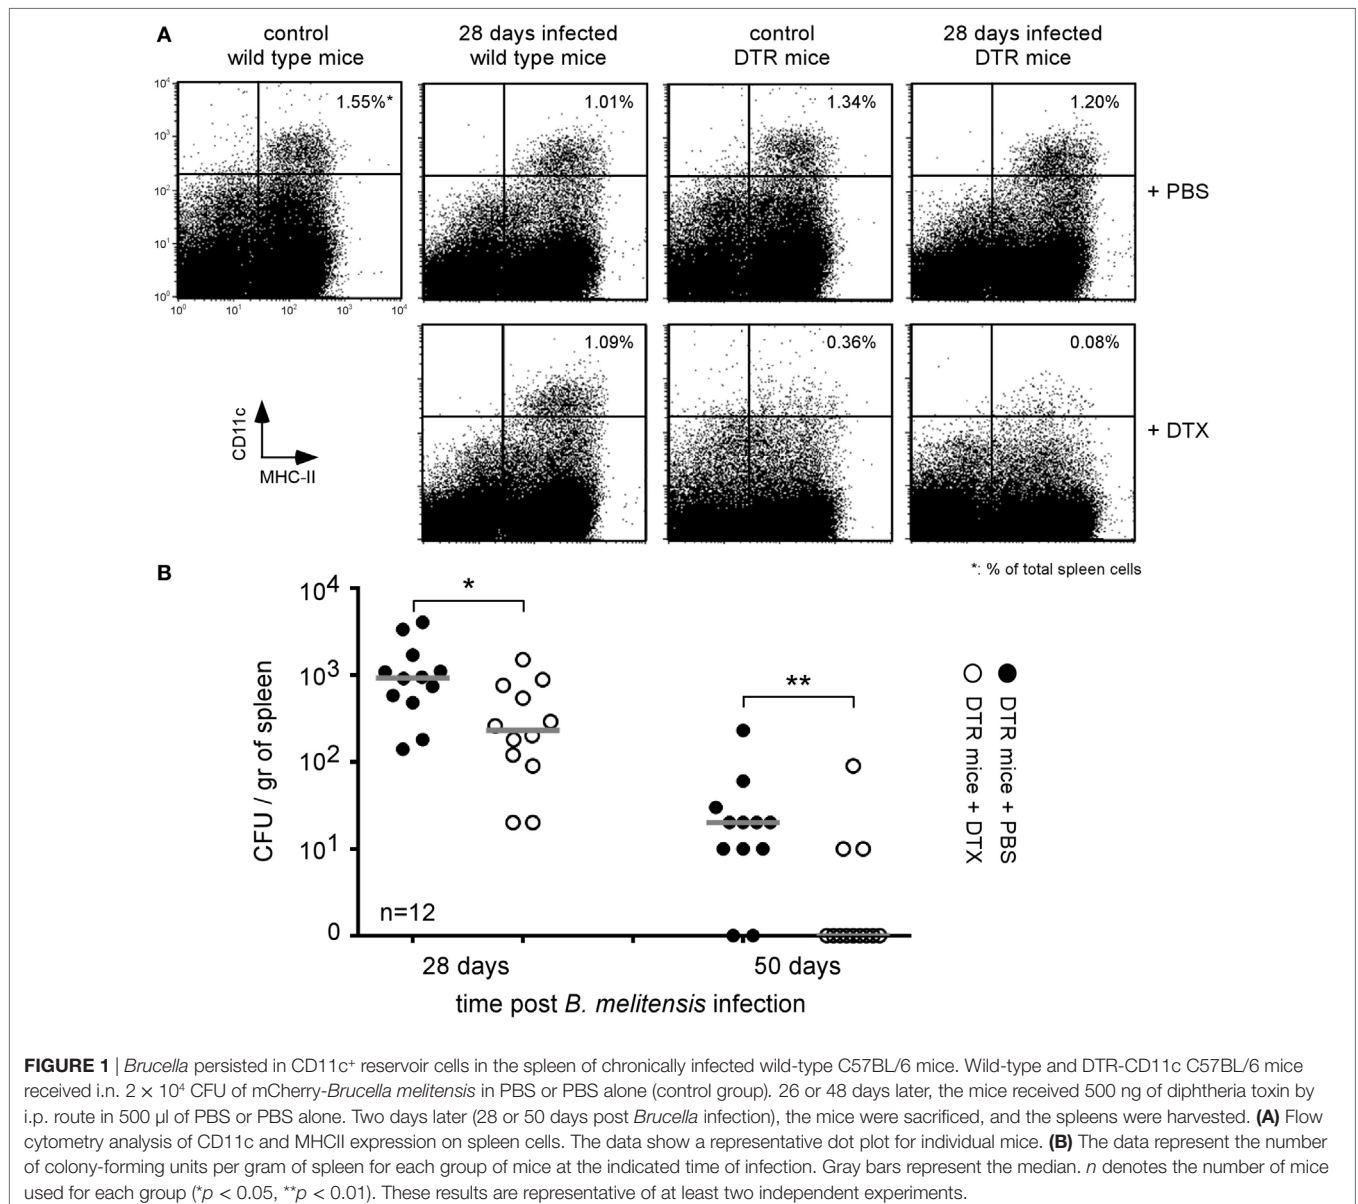 A
control
wild type mice
28 days infected
wild type mice
control
DTR mice
28 days infected
DTR mice
10⁴
10³
10²
10¹
10⁰
10⁰ 10¹ 10² 10³ 10⁴
1.55%*
1.01%
1.34%
1.20%
+ PBS
CD11c
MHC-II
1.09%
0.36%
0.08%
+ DTX
*: % of total spleen cells
B
CFU / gr of spleen
10⁴
10³
10²
10¹
0
*
**
n=12
28 days
50 days
time post B. melitensis infection
DTR mice + PBS
DTR mice + DTX
FIGURE 1 | Brucella persisted in CD11c⁺ reservoir cells in the spleen of chronically infected wild-type C57BL/6 mice. Wild-type and DTR-CD11c C57BL/6 mice
received i.n. 2 × 10⁴ CFU of mCherry-Brucella melitensis in PBS or PBS alone (control group). 26 or 48 days later, the mice received 500 ng of diphtheria toxin by
i.p. route in 500 µl of PBS or PBS alone. Two days later (28 or 50 days post Brucella infection), the mice were sacrificed, and the spleens were harvested. (A) Flow
cytometry analysis of CD11c and MHCII expression on spleen cells. The data show a representative dot plot for individual mice. (B) The data represent the number
of colony-forming units per gram of spleen for each group of mice at the indicated time of infection. Gray bars represent the median. n denotes the number of mice
used for each group (*p < 0.05, **p < 0.01). These results are representative of at least two independent experiments.